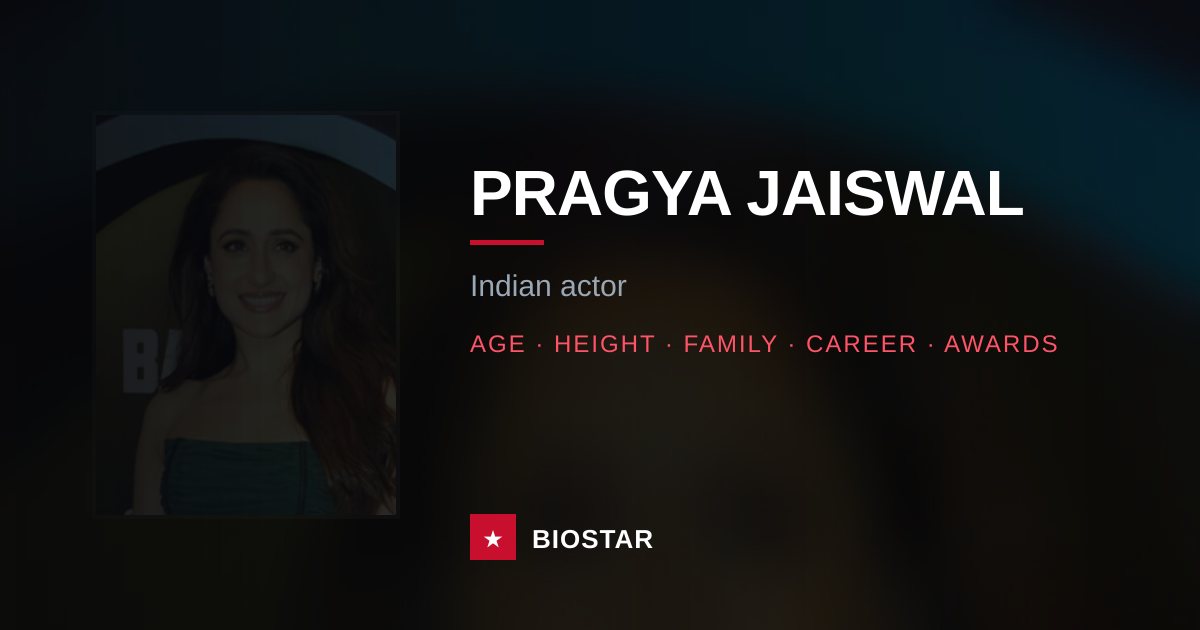 PRAGYA JAISWAL
Indian actor
AGE · HEIGHT · FAMILY · CAREER · AWARDS
★ BIOSTAR